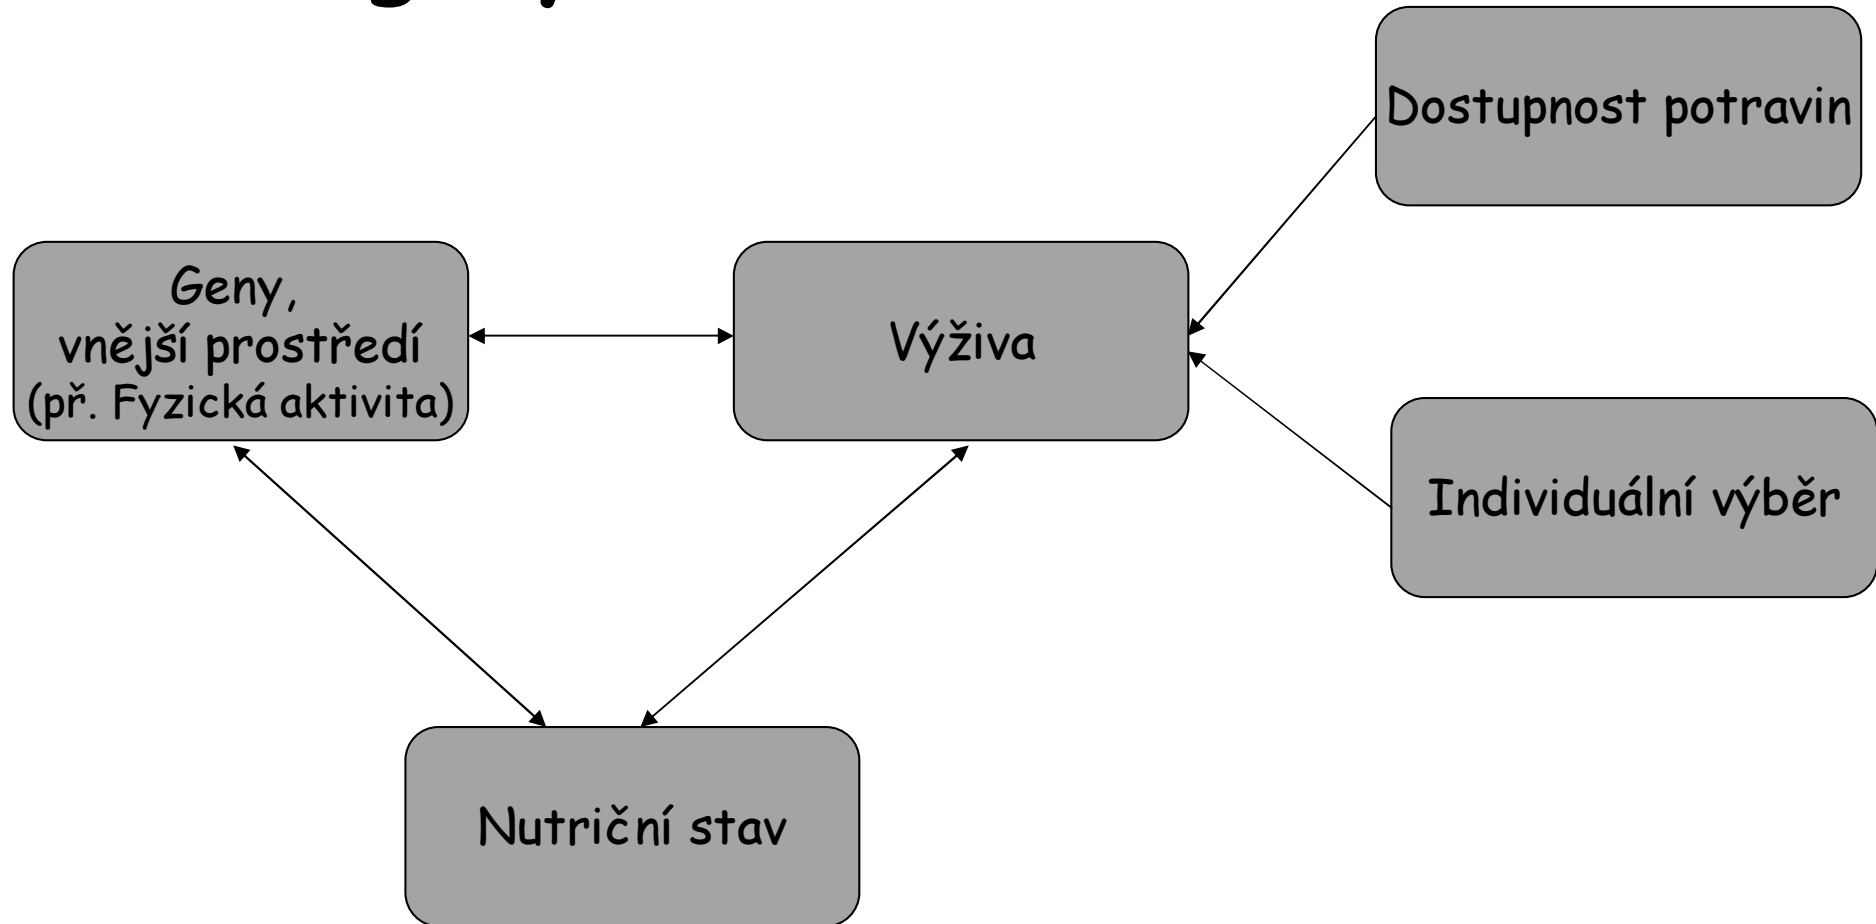 Dostupnost potravin
Geny,
vnější prostředí
(př. Fyzická aktivita)
Výživa
Individuální výběr
Nutriční stav